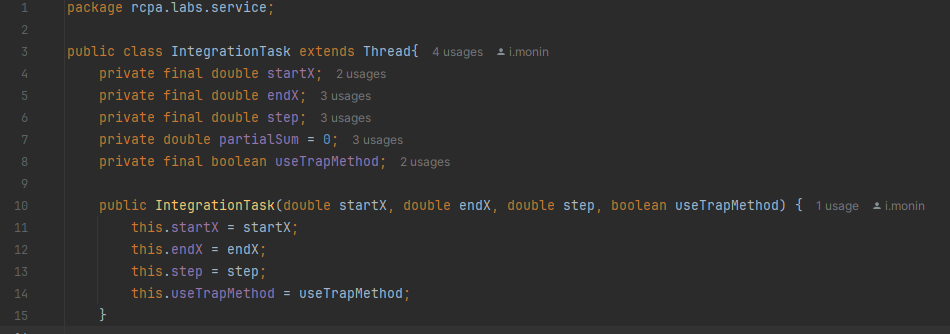 1 package rcpa.labs.service;
2
3 public class IntegrationTask extends Thread{ 4 usages i.monin
4 private final double startX; 2 usages
5 private final double endX; 3 usages
6 private final double step; 3 usages
7 private double partialSum = 0; 3 usages
8 private final boolean useTrapMethod; 2 usages
9
10 public IntegrationTask(double startX, double endX, double step, boolean useTrapMethod) { 1 usage i.monin
11 this.startX = startX;
12 this.endX = endX;
13 this.step = step;
14 this.useTrapMethod = useTrapMethod;
15 }